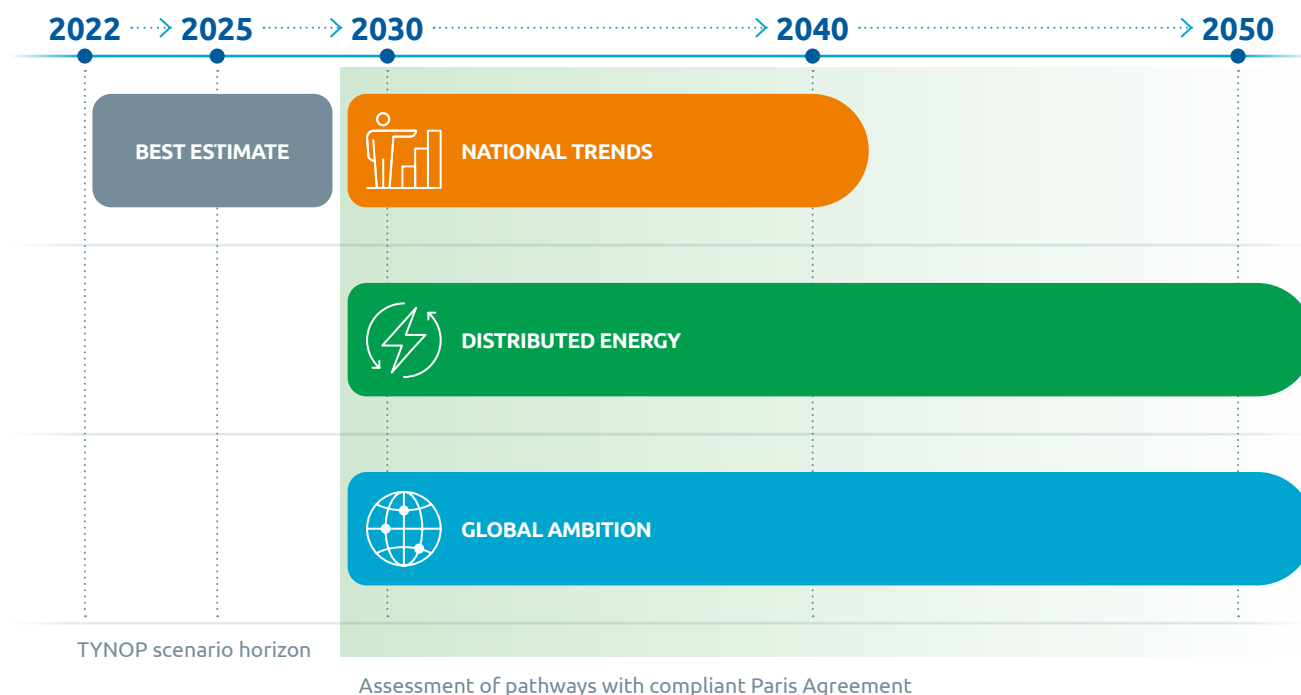 2022 2025 2030 2040 2050
BEST ESTIMATE
NATIONAL TRENDS
DISTRIBUTED ENERGY
GLOBAL AMBITION
TYNOP scenario horizon
Assessment of pathways with compliant Paris Agreement